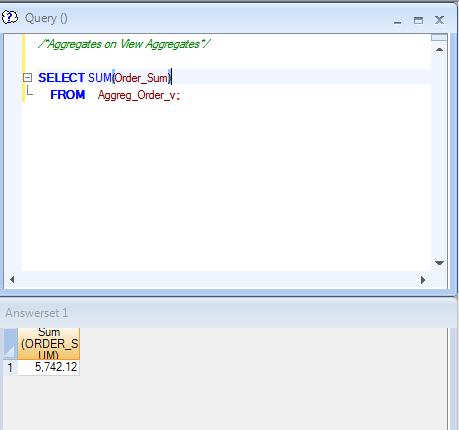 Query ()
/*Aggregates on View Aggregates*/
SELECT SUM(Order_Sum)
FROM Aggreg_Order_v;
Answerset 1
Sum
(ORDER_S
UM)
1 5,742.12